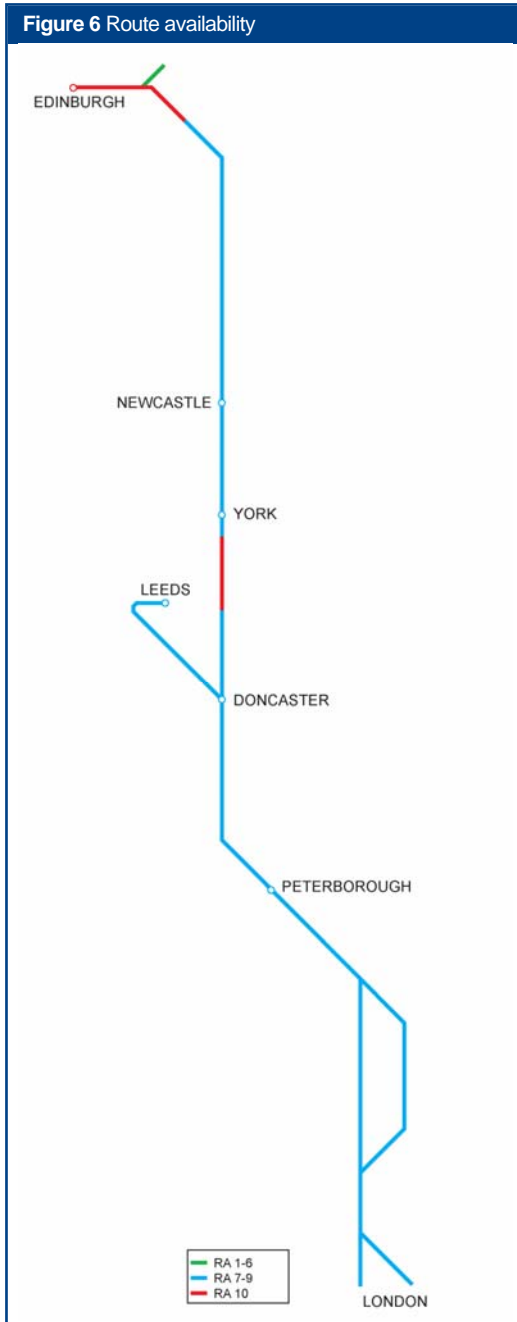 Figure 6 Route availability
EDINBURGH
NEWCASTLE
YORK
LEEDS
DONCASTER
PETERBOROUGH
RA 1-6
RA 7-9
RA 10
LONDON